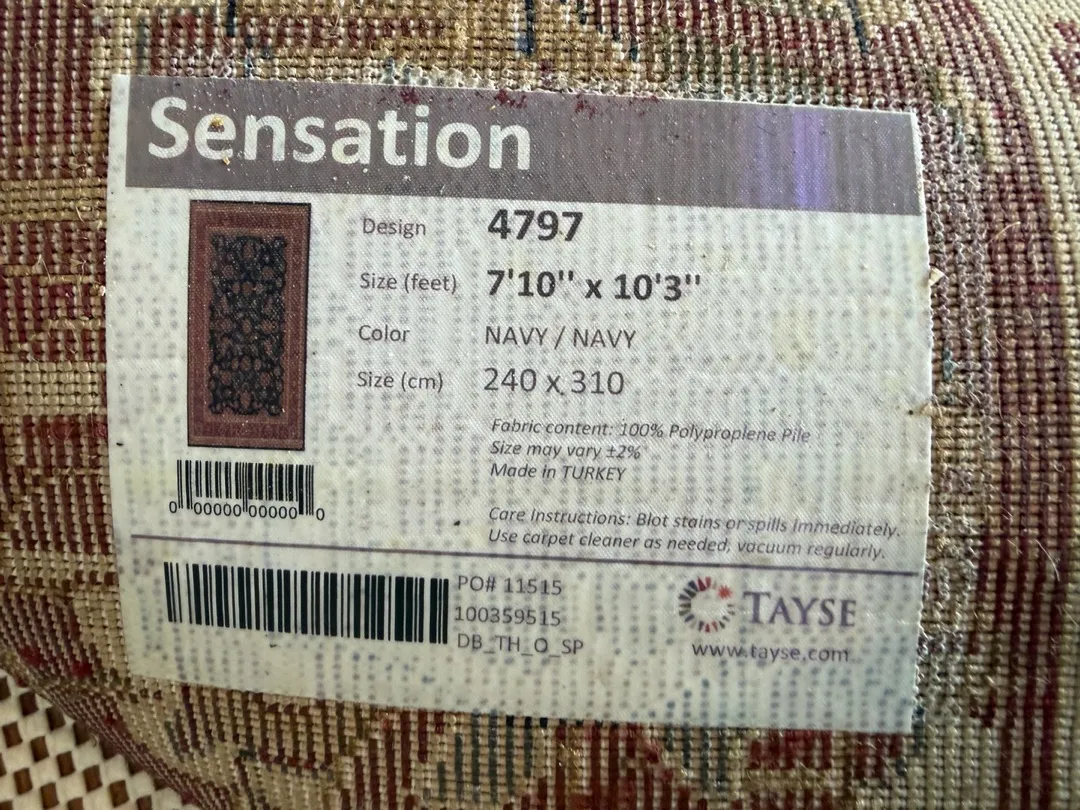 Sensation
Design 4797
Size (feet) 7'10'' x 10'3''
Color NAVY / NAVY
Size (cm) 240 x 310
Fabric content: 100% Polyproplene Pile
Size may vary ±2%
Made in TURKEY
0 00000 00000 0
Care Instructions: Blot stains or spills immediately.
Use carpet cleaner as needed, vacuum regularly.
PO# 11515
100359515
DB_TH_O_SP
TAYSE
www.tayse.com